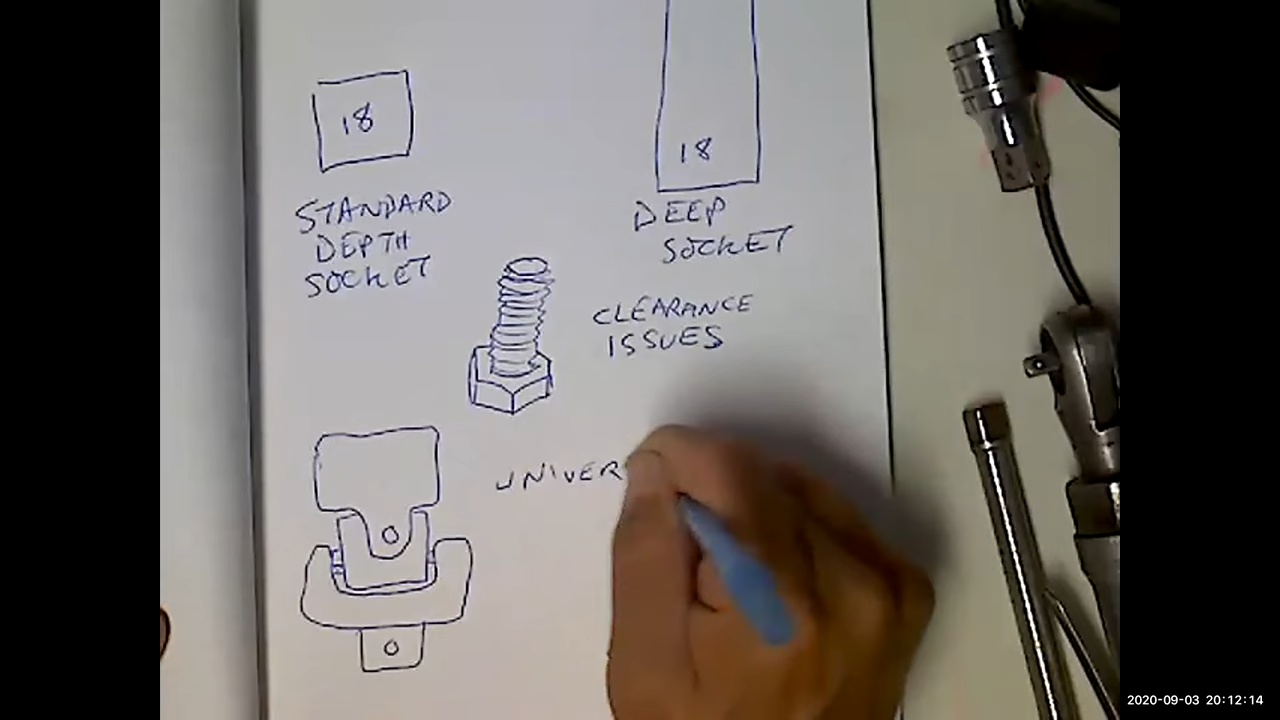 18
STANDARD
DEPTH
SOCKET
18
DEEP
SOCKET
CLEARANCE
ISSUES
UNIVER
2020-09-03 20:12:14